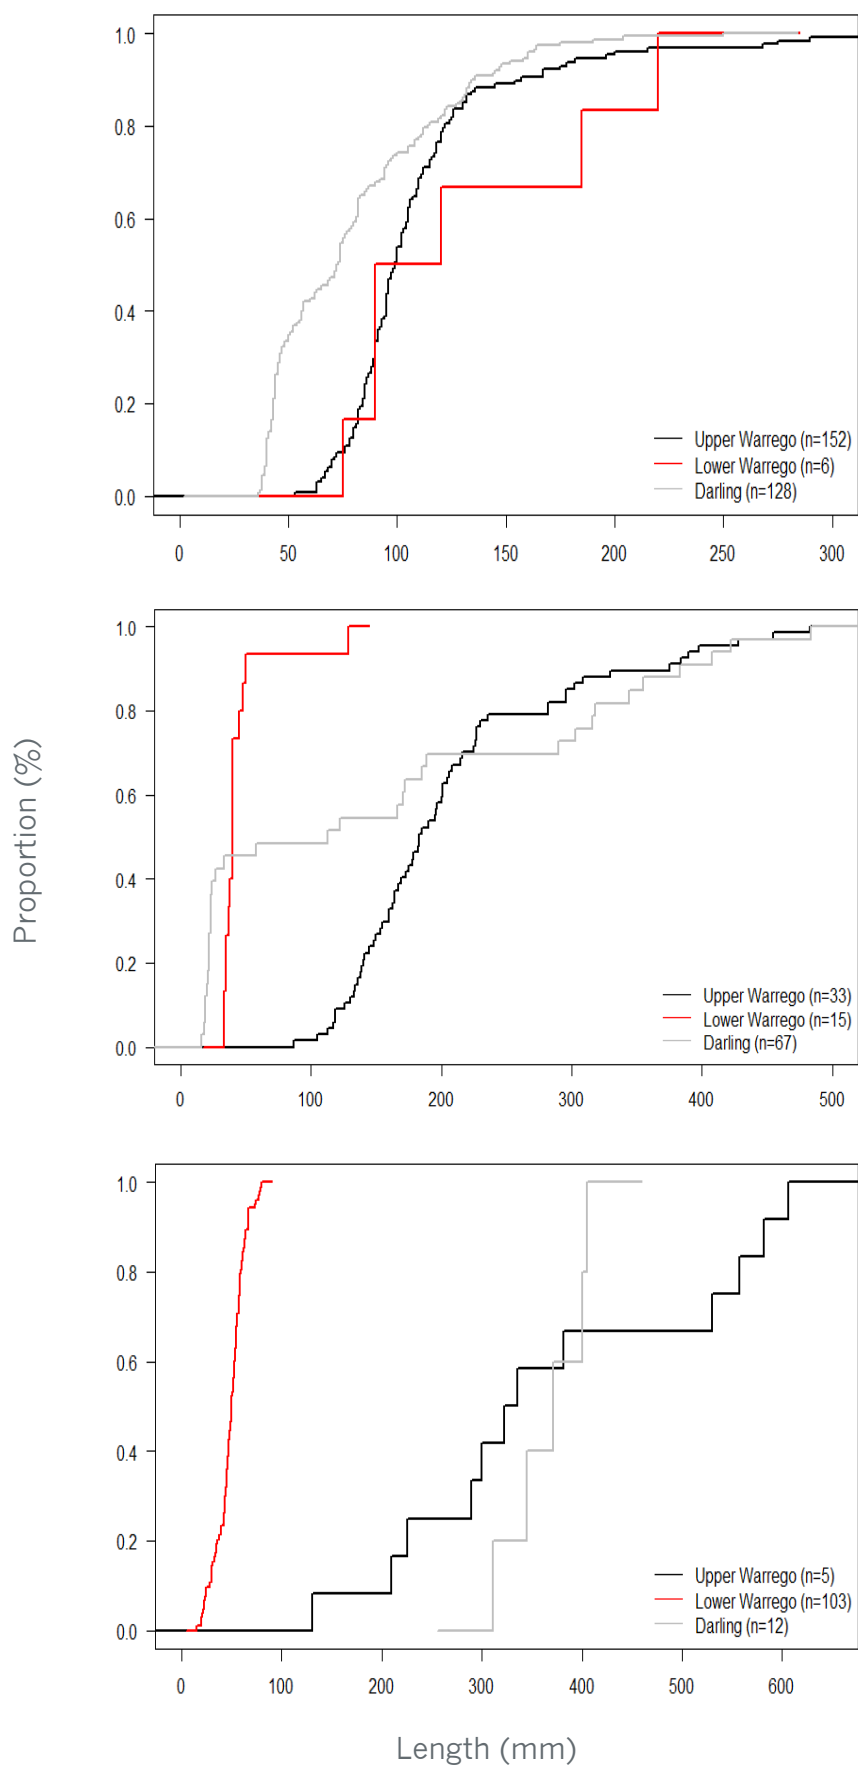 1.0
0.8
0.6
0.4
0.2
0.0
Upper Warrego (n=152)
Lower Warrego (n=6)
Darling (n=128)
0 50 100 150 200 250 300
1.0
0.8
0.6
0.4
0.2
0.0
Proportion (%)
Upper Warrego (n=33)
Lower Warrego (n=15)
Darling (n=67)
0 100 200 300 400 500
1.0
0.8
0.6
0.4
0.2
0.0
Upper Warrego (n=5)
Lower Warrego (n=103)
Darling (n=12)
0 100 200 300 400 500 600
Length (mm)